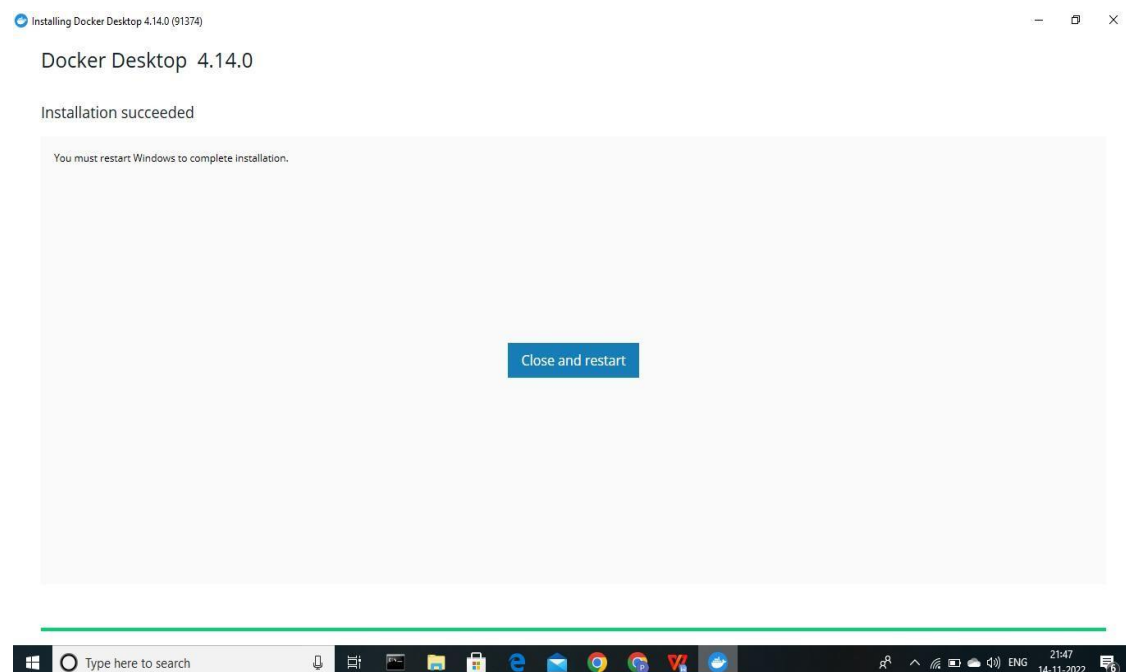 Installing Docker Desktop 4.14.0 (91374)
Docker Desktop 4.14.0
Installation succeeded
You must restart Windows to complete installation.
Close and restart
Type here to search
ENG
21:47
14-11-2022
6